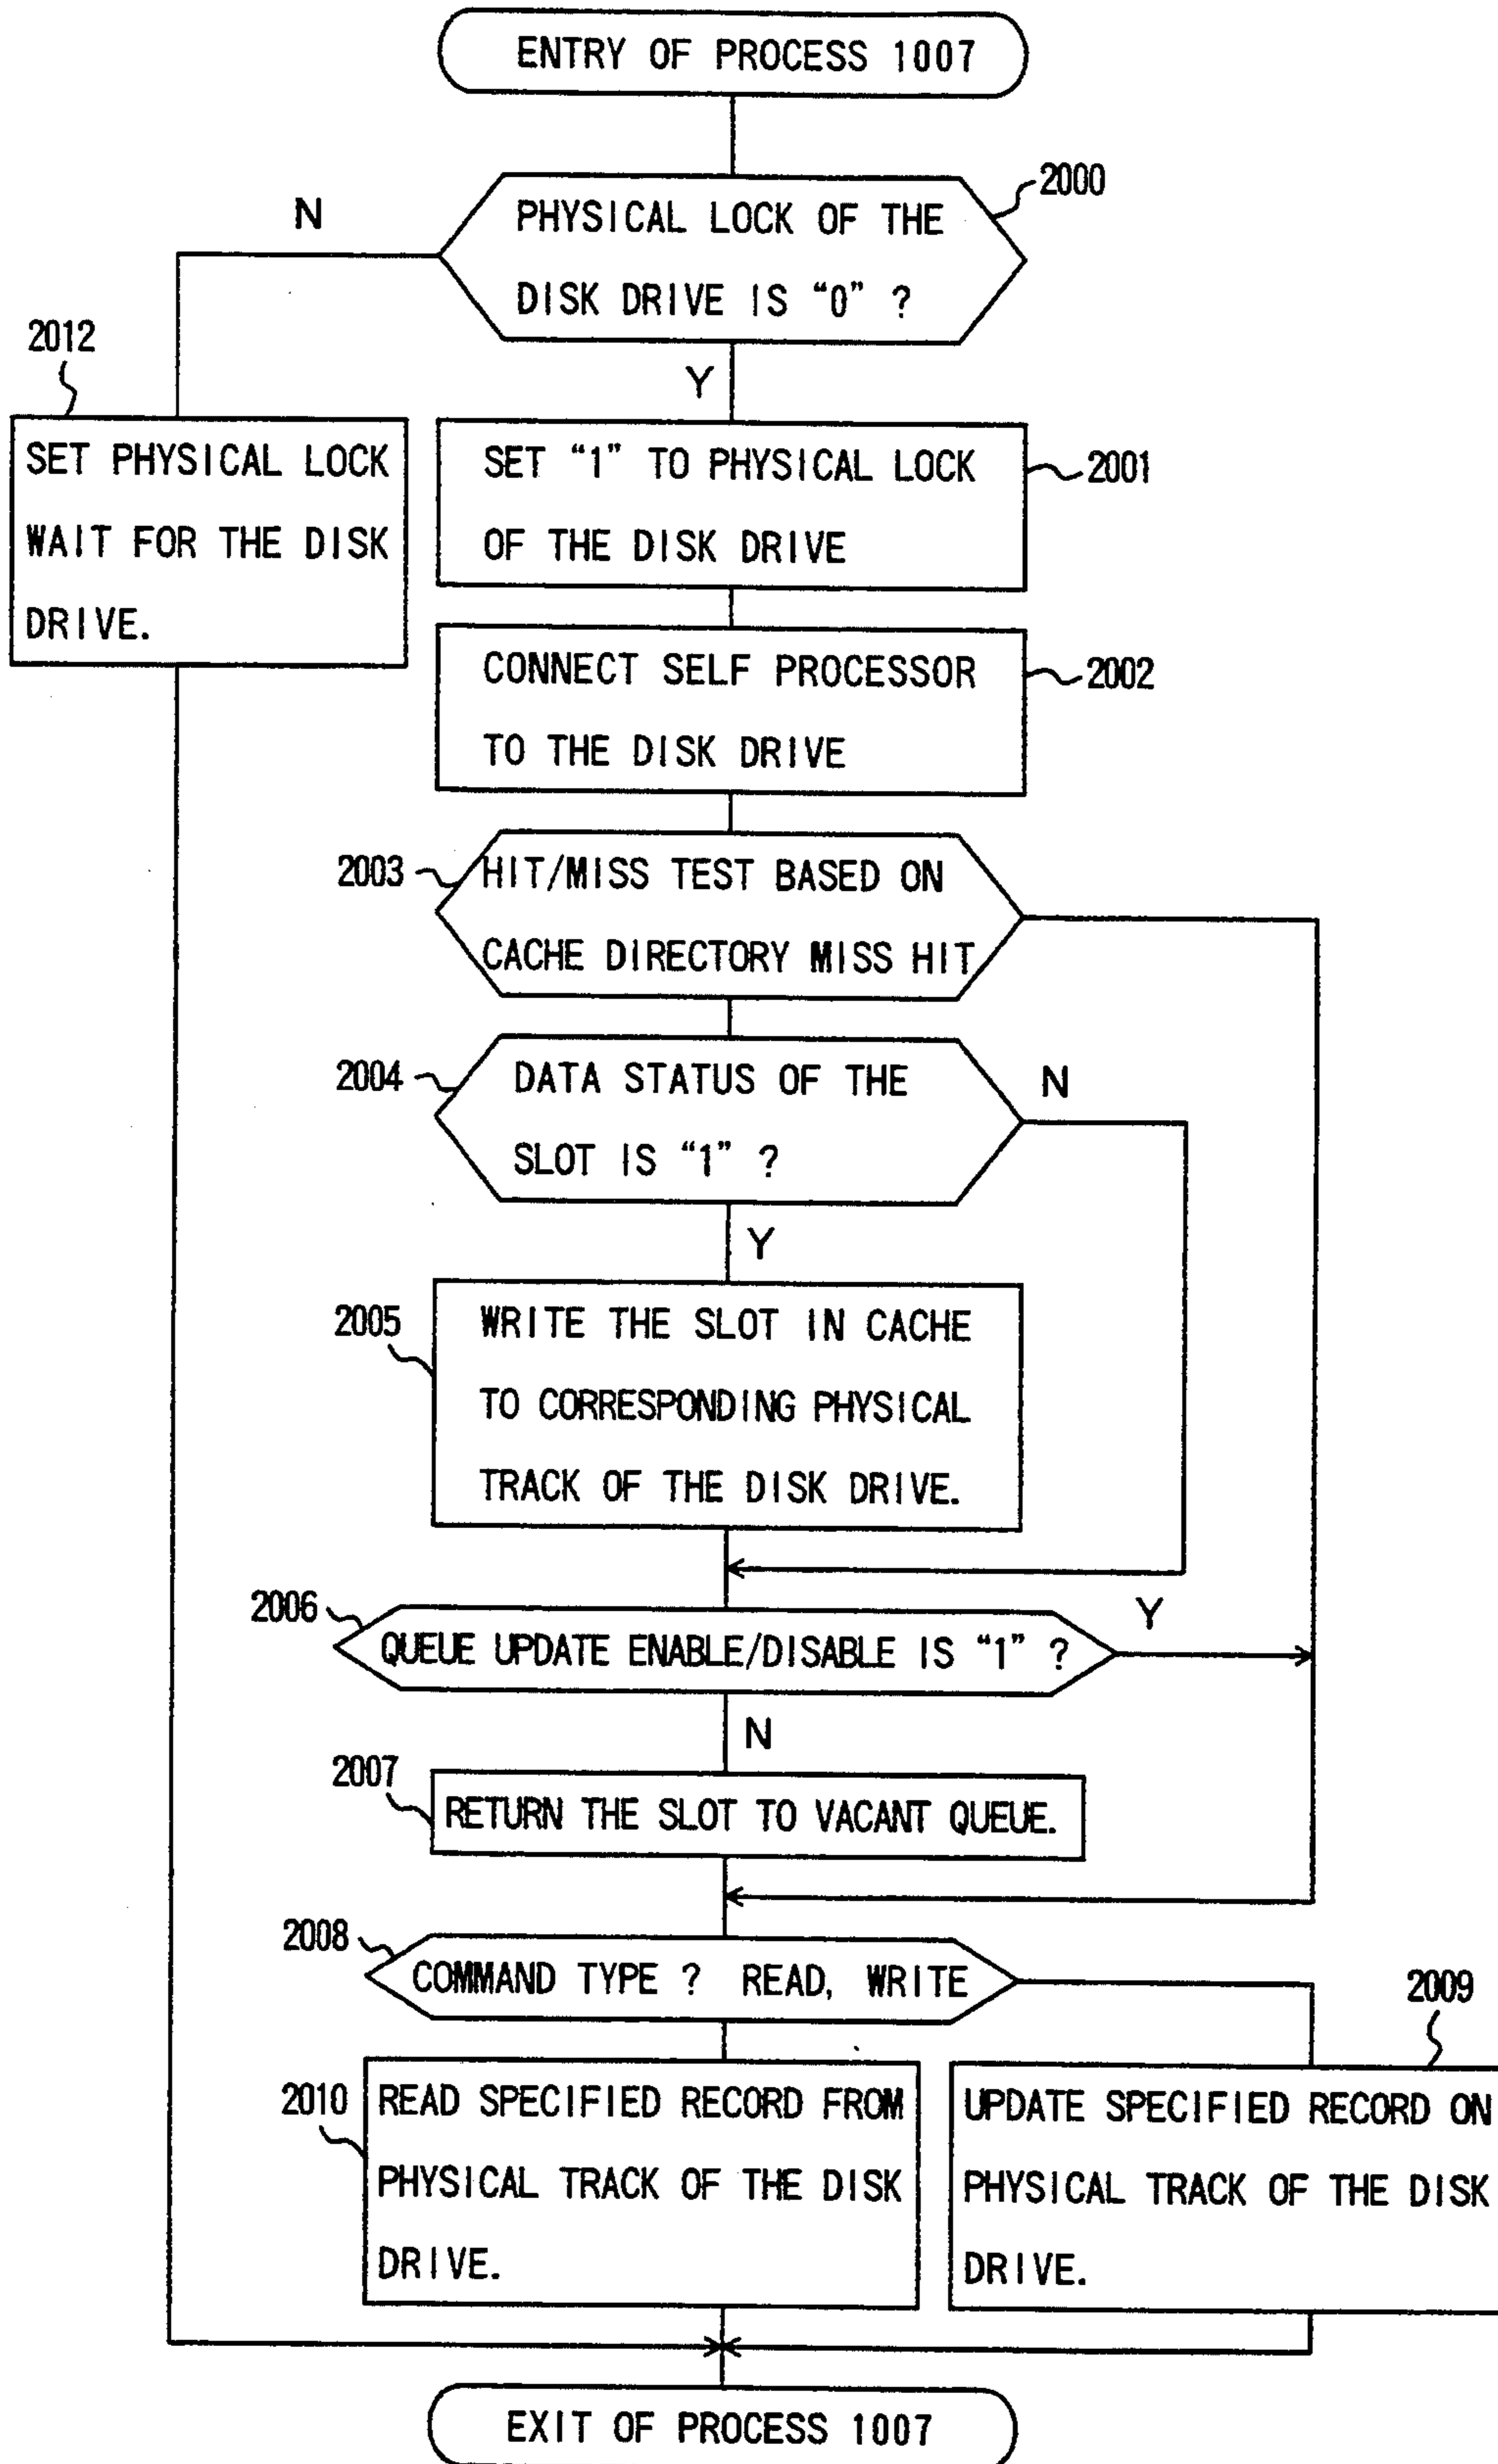 ENTRY OF PROCESS 1007
2000
N
PHYSICAL LOCK OF THE
DISK DRIVE IS “0” ?
2012
Y
SET PHYSICAL LOCK
WAIT FOR THE DISK
DRIVE.
SET “1” TO PHYSICAL LOCK
OF THE DISK DRIVE
2001
CONNECT SELF PROCESSOR
TO THE DISK DRIVE
2002
2003
HIT/MISS TEST BASED ON
CACHE DIRECTORY MISS HIT
2004
DATA STATUS OF THE
SLOT IS “1” ?
N
Y
2005
WRITE THE SLOT IN CACHE
TO CORRESPONDING PHYSICAL
TRACK OF THE DISK DRIVE.
2006
QUEUE UPDATE ENABLE/DISABLE IS “1” ?
Y
N
2007
RETURN THE SLOT TO VACANT QUEUE.
2008
COMMAND TYPE ? READ, WRITE
2009
2010
READ SPECIFIED RECORD FROM
PHYSICAL TRACK OF THE DISK
DRIVE.
UPDATE SPECIFIED RECORD ON
PHYSICAL TRACK OF THE DISK
DRIVE.
EXIT OF PROCESS 1007